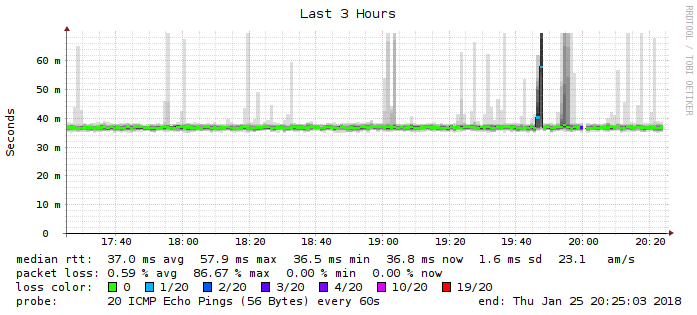 Last 3 Hours
RRDTOOL / TOBI OETIKER
Seconds
60 m
50 m
40 m
30 m
20 m
10 m
0
17:40 18:00 18:20 18:40 19:00 19:20 19:40 20:00 20:20
median rtt: 37.0 ms avg 57.9 ms max 36.5 ms min 36.8 ms now 1.6 ms sd 23.1 am/s
packet loss: 0.59 % avg 86.67 % max 0.00 % min 0.00 % now
loss color: 0 1/20 2/20 3/20 4/20 10/20 19/20
probe: 20 ICMP Echo Pings (56 Bytes) every 60s end: Thu Jan 25 20:25:03 2018